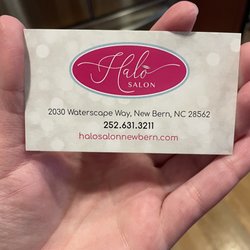 Halo
SALON
2030 Waterscape Way, New Bern, NC 28562
252.631.3211
halosalonnewbern.com